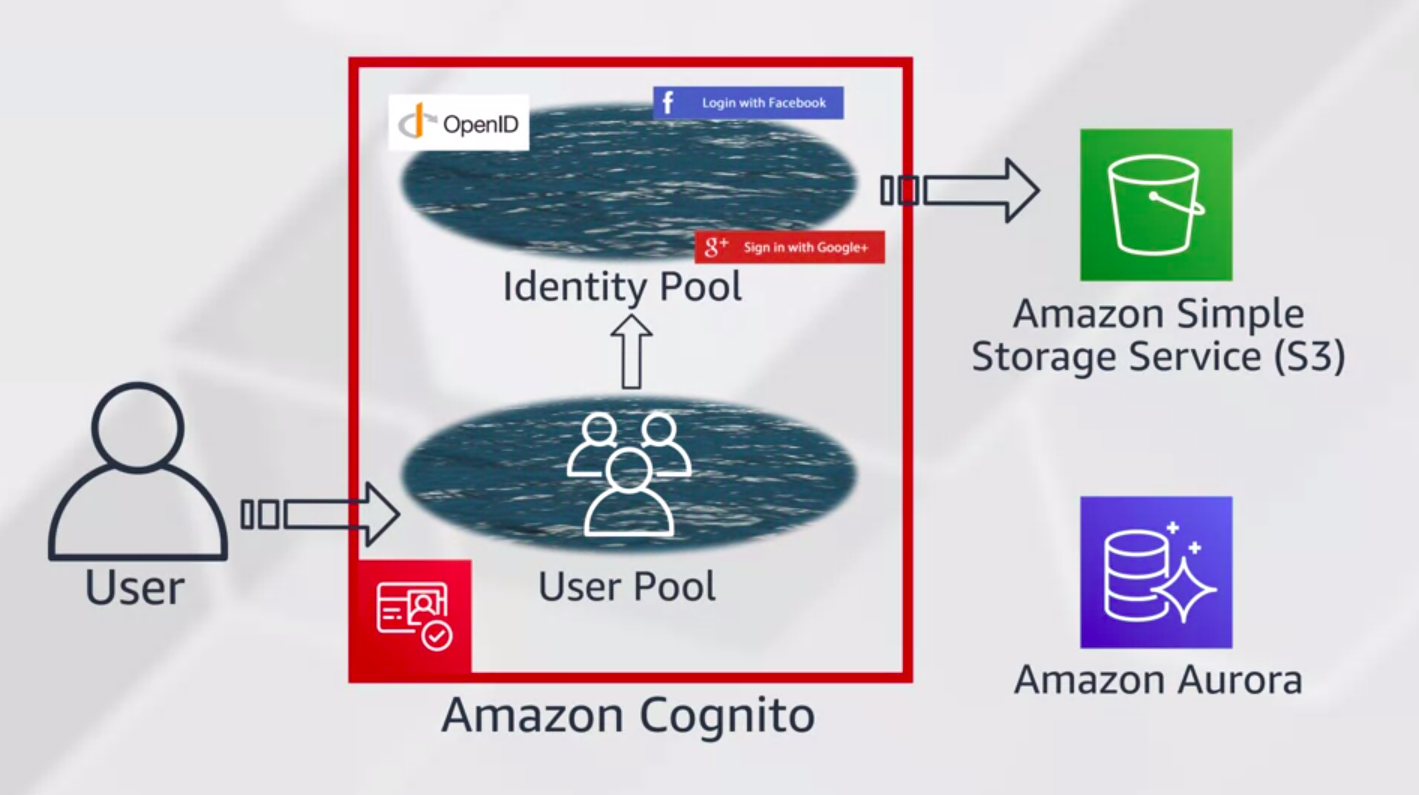 OpenID
f Login with Facebook
g+ Sign in with Google+
Identity Pool
Amazon Simple
Storage Service (S3)
User
User Pool
Amazon Aurora
Amazon Cognito